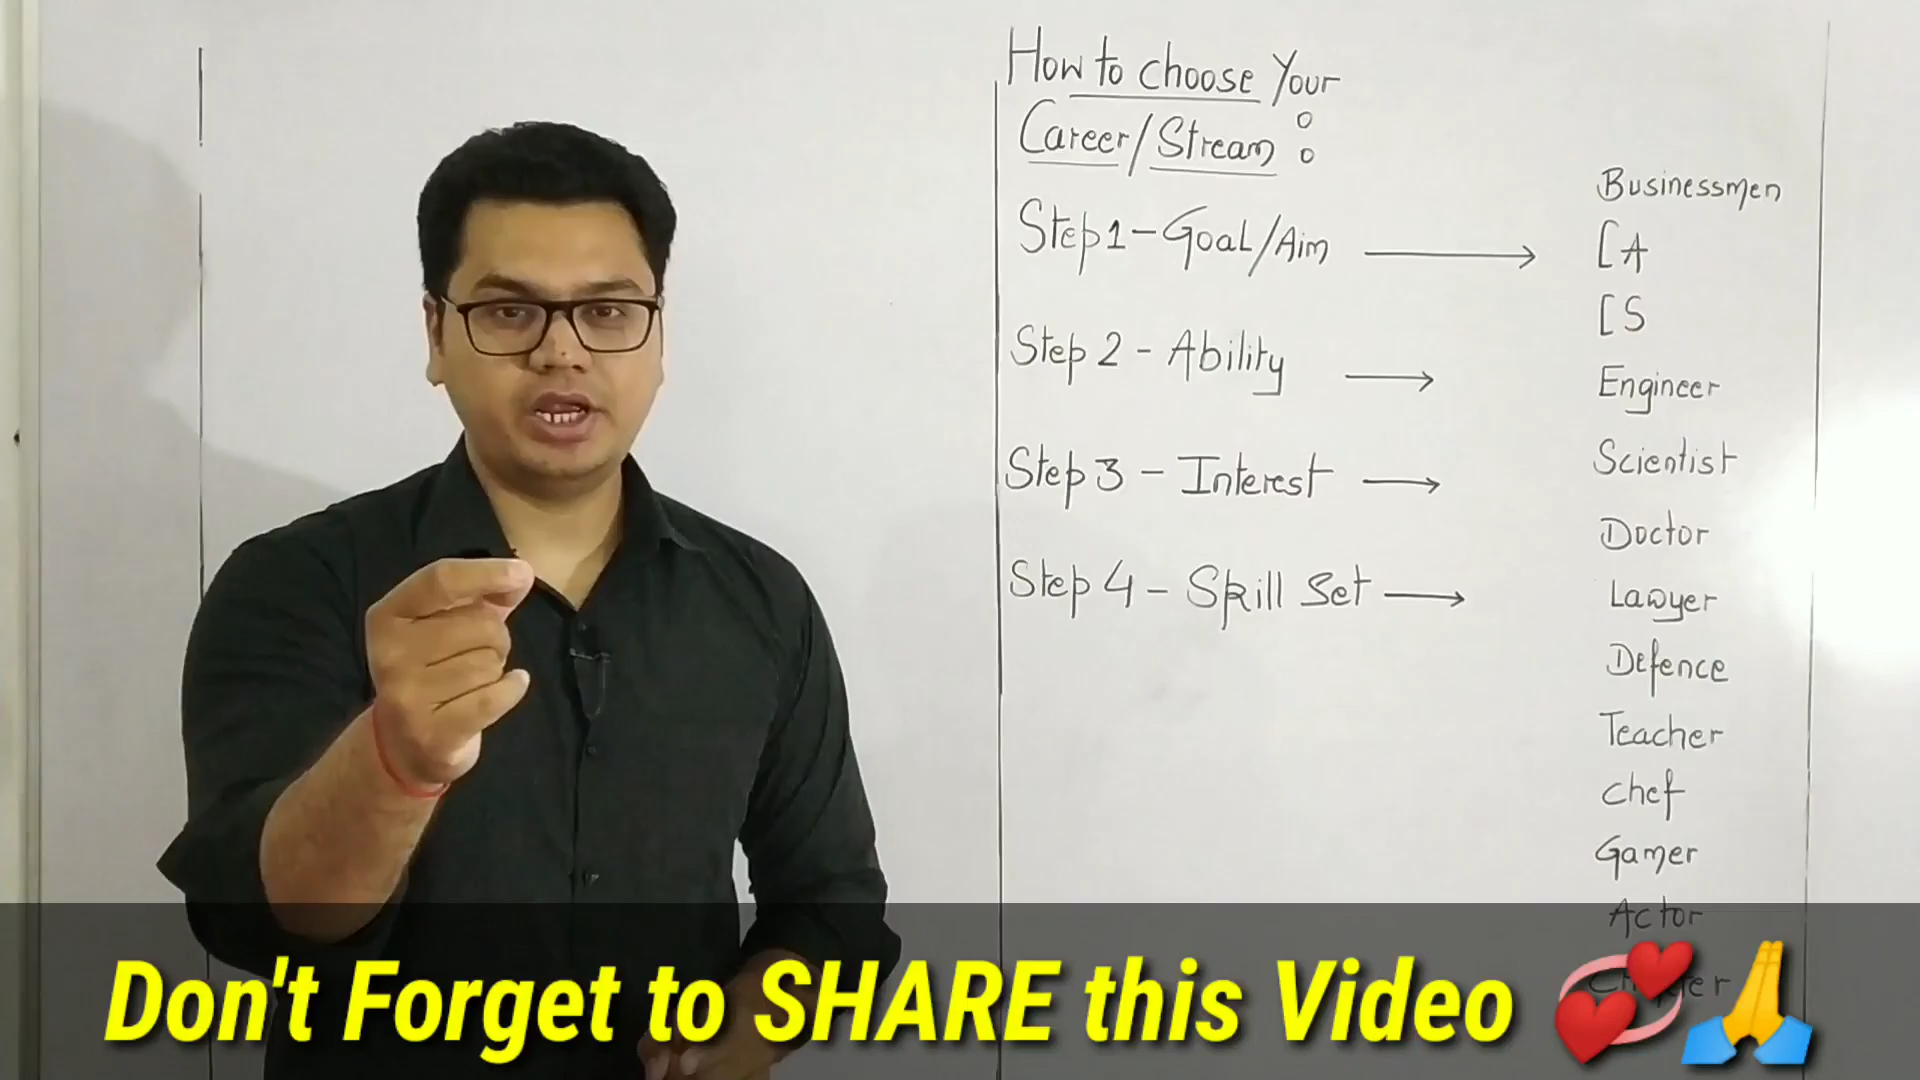 How to choose Your
Career/Stream :
Step 1 - Goal/Aim →
Step 2 - Ability →
Step 3 - Interest →
Step 4 - Skill Set →
Businessmen
CA
CS
Engineer
Scientist
Doctor
Lawyer
Defence
Teacher
Chef
Gamer
Actor
Don't Forget to SHARE this Video 💞🙏